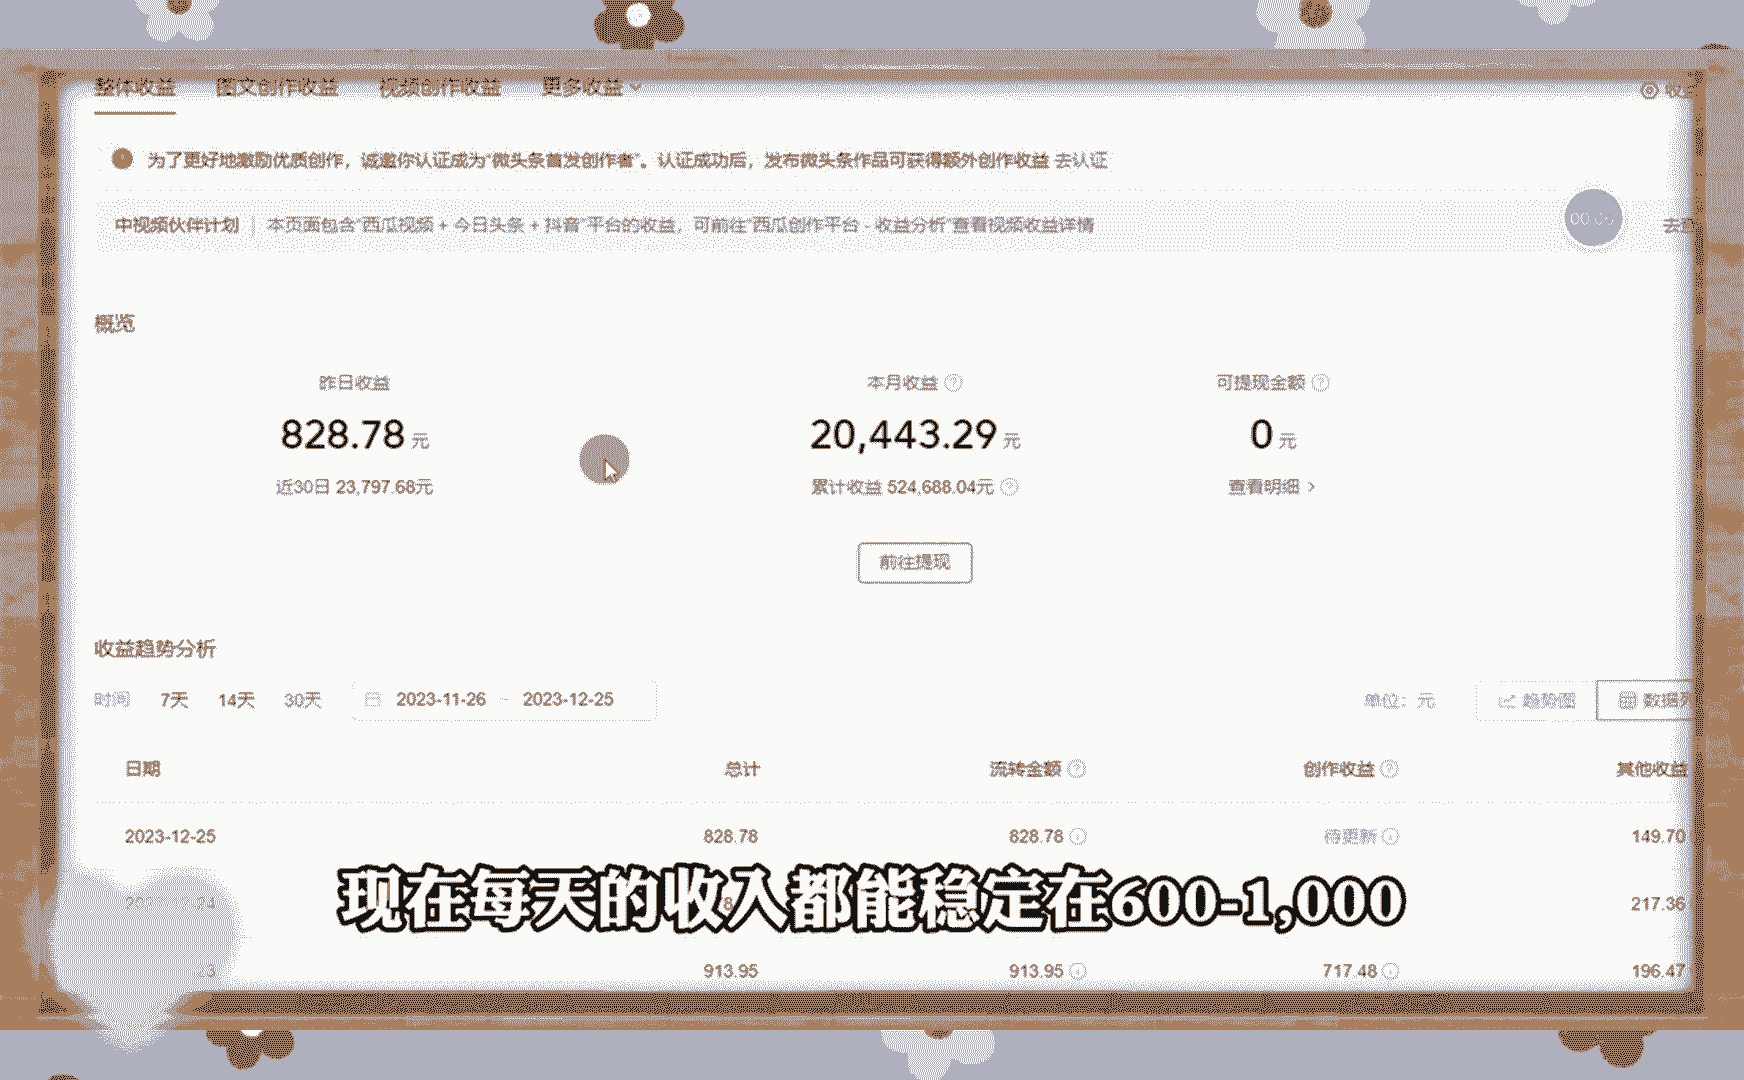 整体收益 图文创作收益 视频创作收益 更多收益
为了更好地激励优质创作，诚邀你认证成为"微头条首发创作者"。认证成功后，发布微头条作品可获得额外创作收益 去认证
中视频伙伴计划 | 本页面包含"西瓜视频 + 今日头条 + 抖音"平台的收益，可前往"西瓜创作平台 - 收益分析"查看视频收益详情
概览
昨日收益 本月收益 可提现金额
828.78 元 20,443.29 元 0 元
近30日 23,797.68元 累计收益 524,688.04元 查看明细 >
前往提现
收益趋势分析
时间 7天 14天 30天 2023-11-26 - 2023-12-25 单位：元 趋势图 数据
日期 总计 流转金额 创作收益 其他收益
2023-12-25 828.78 828.78 待更新 149.70
217.36
现在每天的收入都能稳定在600-1,000
23 913.95 913.95 717.48 196.47